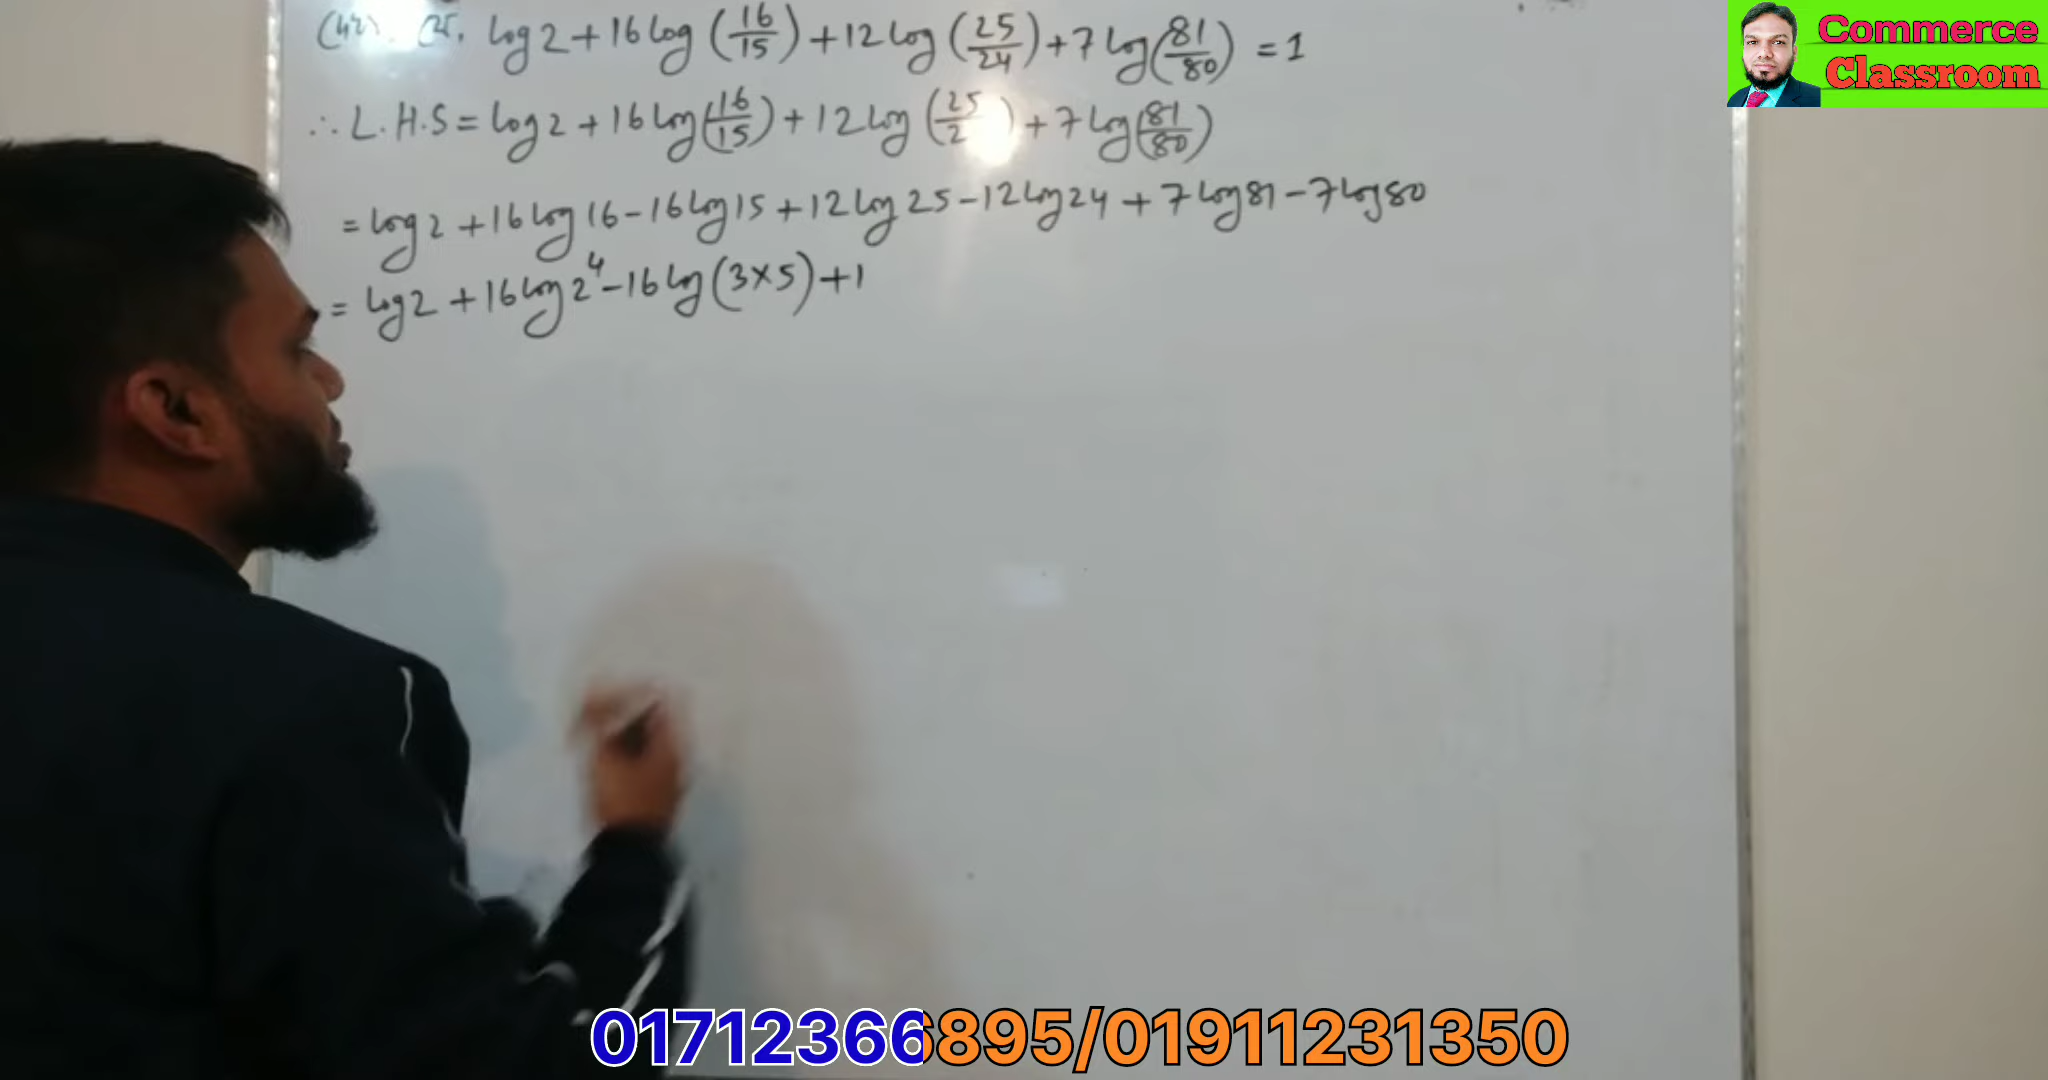 log 2 + 16 log (16/15) + 12 log (25/24) + 7 log (81/80) = 1
∴ L.H.S = log 2 + 16 log (16/15) + 12 log (25/2 ) + 7 log (81/80)
= log 2 + 16 log 16 - 16 log 15 + 12 log 25 - 12 log 24 + 7 log 81 - 7 log 80
= log 2 + 16 log 2⁴ - 16 log (3×5) + 1
Commerce
Classroom
01712366895/01911231350